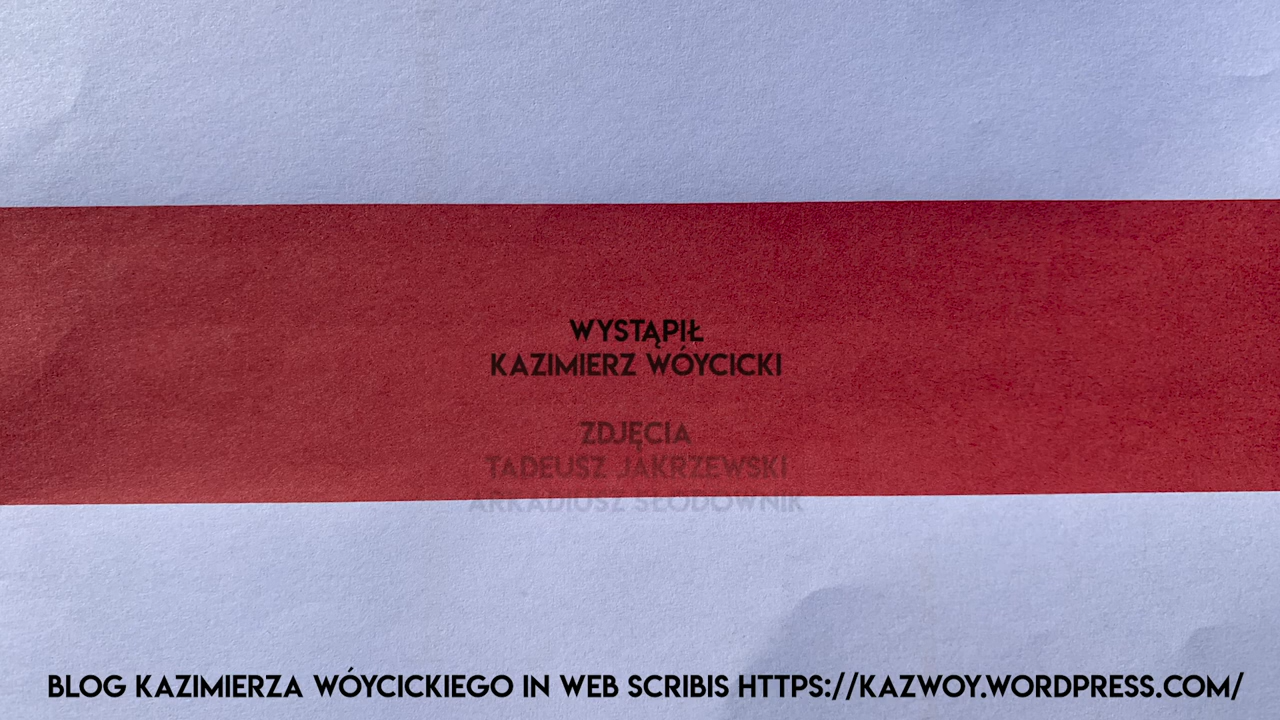 WYSTĄPIŁ
KAZIMIERZ WÓYCICKI
ZDJĘCIA
TADEUSZ JAKRZEWSKI
ARKADIUSZ SŁODOWNIK
BLOG KAZIMIERZA WÓYCICKIEGO IN WEB SCRIBIS HTTPS://KAZWOY.WORDPRESS.COM/